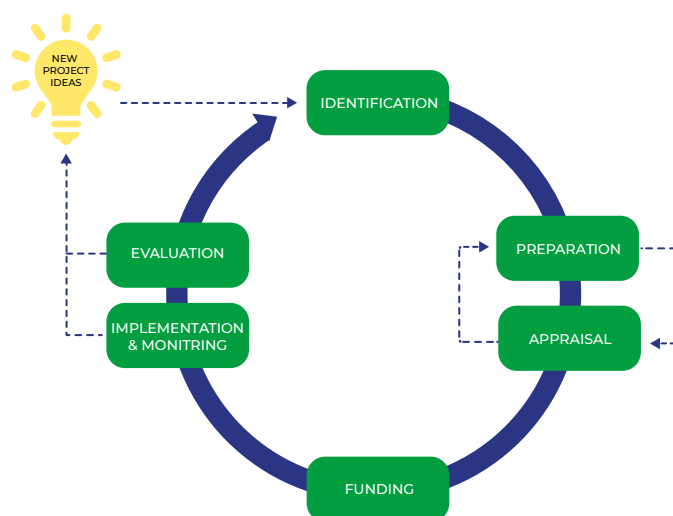 NEW
PROJECT
IDEAS
IDENTIFICATION
PREPARATION
APPRAISAL
FUNDING
IMPLEMENTATION
& MONITRING
EVALUATION